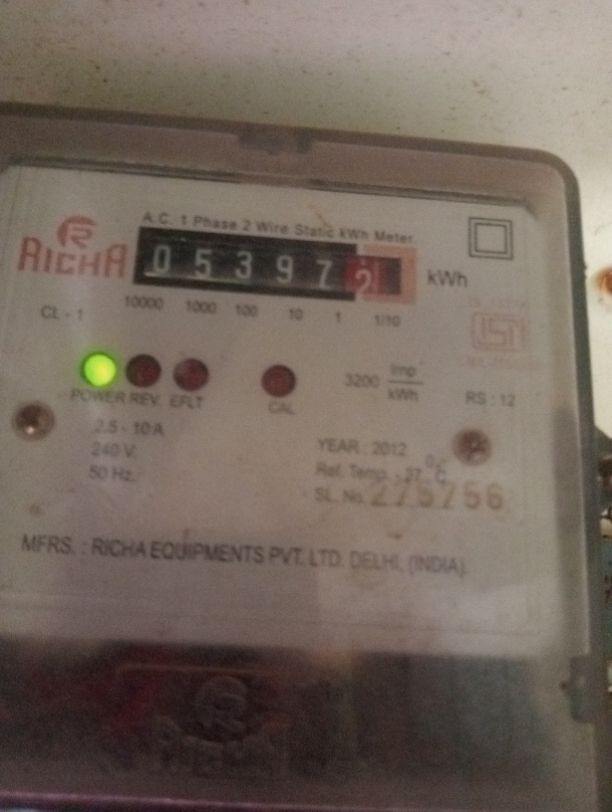 A.C. 1 Phase 2 Wire Static kWh Meter.
RICHA
0 5 3 9 7 2 kWh
CL - 1 10000 1000 100 10 1 1/10
3200 Imp/kWh
POWER REV. EFLT CAL RS : 12
2.5 - 10 A
240 V.
50 Hz.
YEAR : 2012
Ref. Temp. - 27 °C
SL. No. 275756
MFRS. : RICHA EQUIPMENTS PVT. LTD. DELHI, (INDIA).